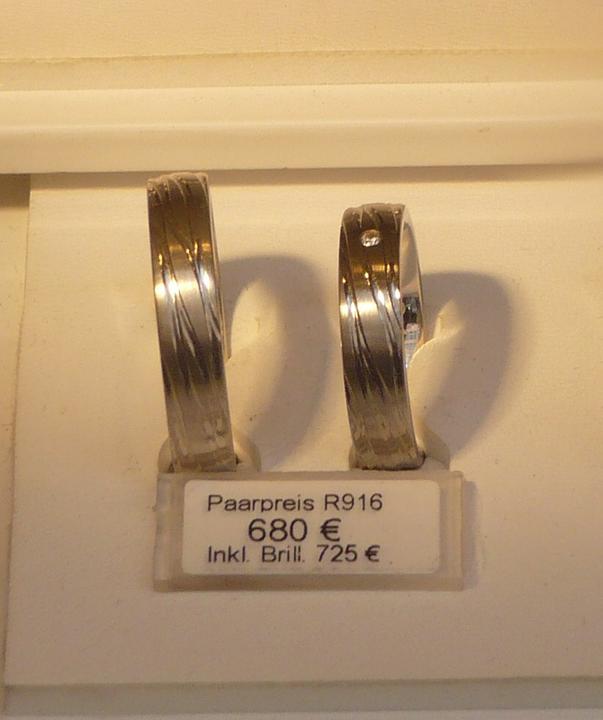 Paarpreis R916
680 €
Inkl. Brill. 725 €